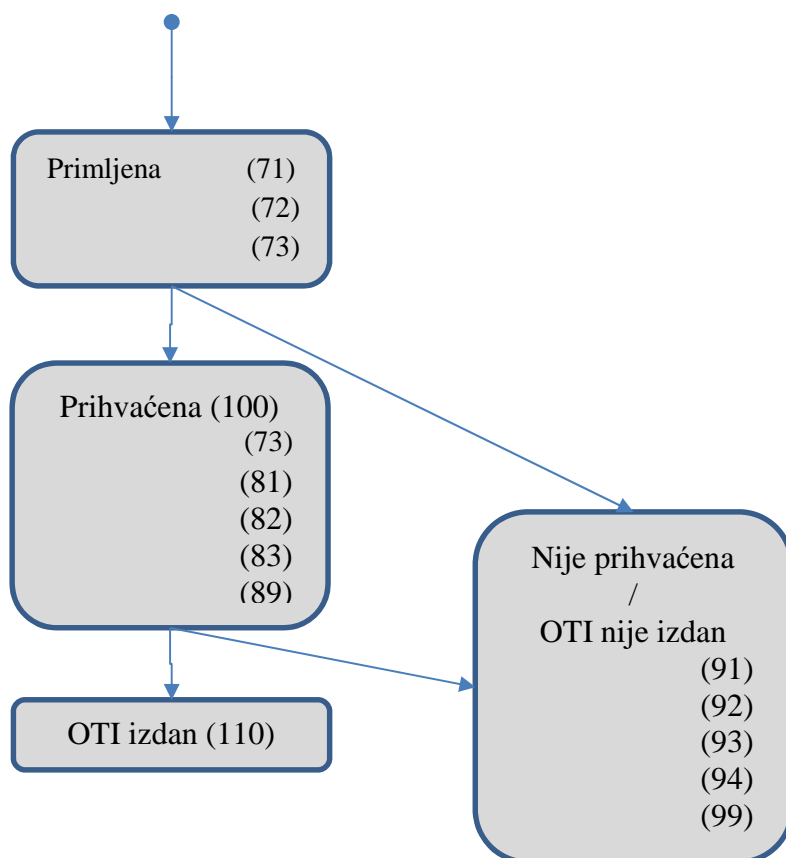 Primljena (71)
(72)
(73)
Prihvaćena (100)
(73
(81)
(82)
(83)
(89)
Nije prihvaćena
/
OTI nije izdan
(91)
(92)
(93)
(94)
(99)
OTI izdan (110)